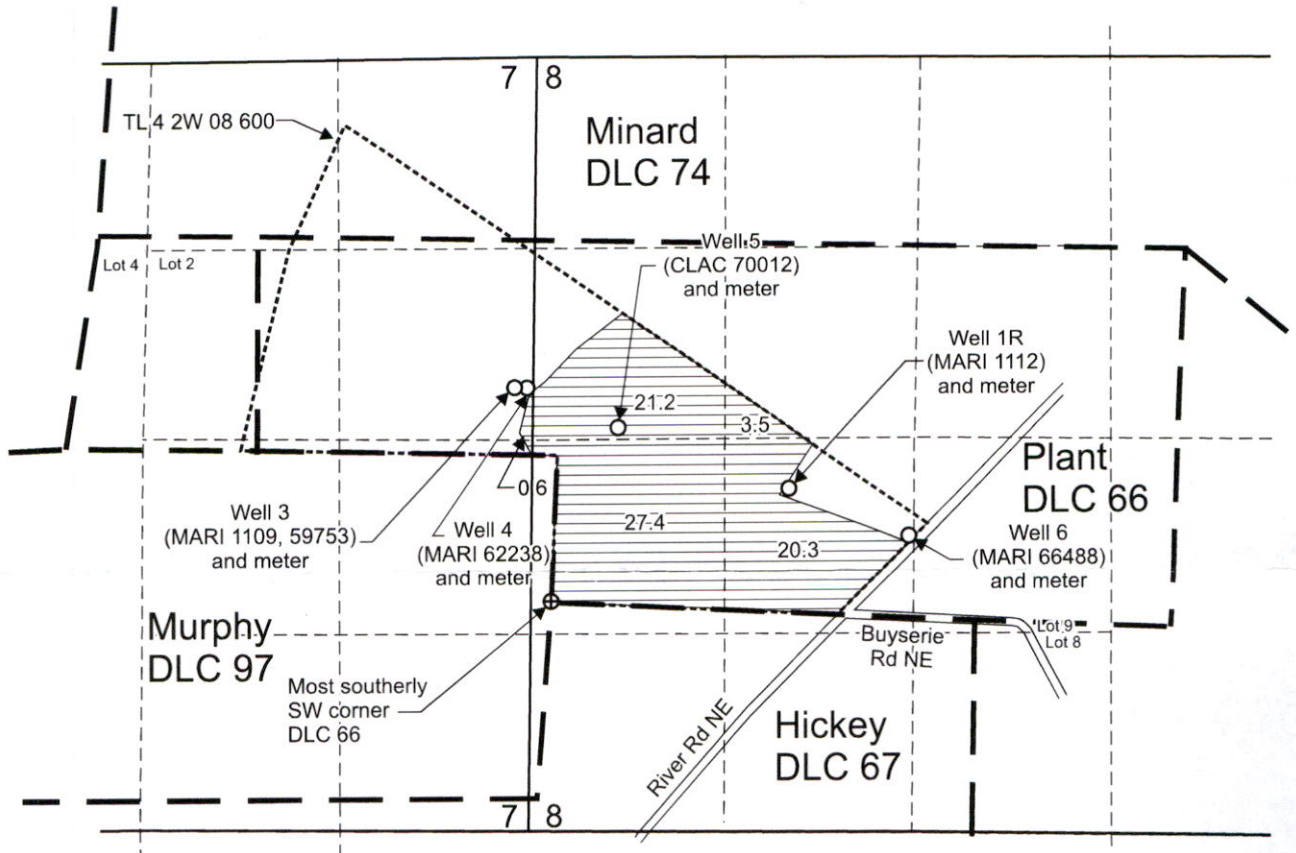 7 8
TL 4 2W 08 600
Minard
DLC 74
Well 5
(CLAC 70012)
and meter
Lot 4
Lot 2
Well 1R
(MARI 1112)
and meter
21.2
3.5
Plant
DLC 66
0.6
Well 3
(MARI 1109, 59753)
and meter
Well 4
(MARI 62238)
and meter
27.4
20.3
Well 6
(MARI 66488)
and meter
Murphy
DLC 97
Buyserie
Rd NE
Lot 9
Lot 8
Most southerly
SW corner
DLC 66
River Rd NE
Hickey
DLC 67
7 8